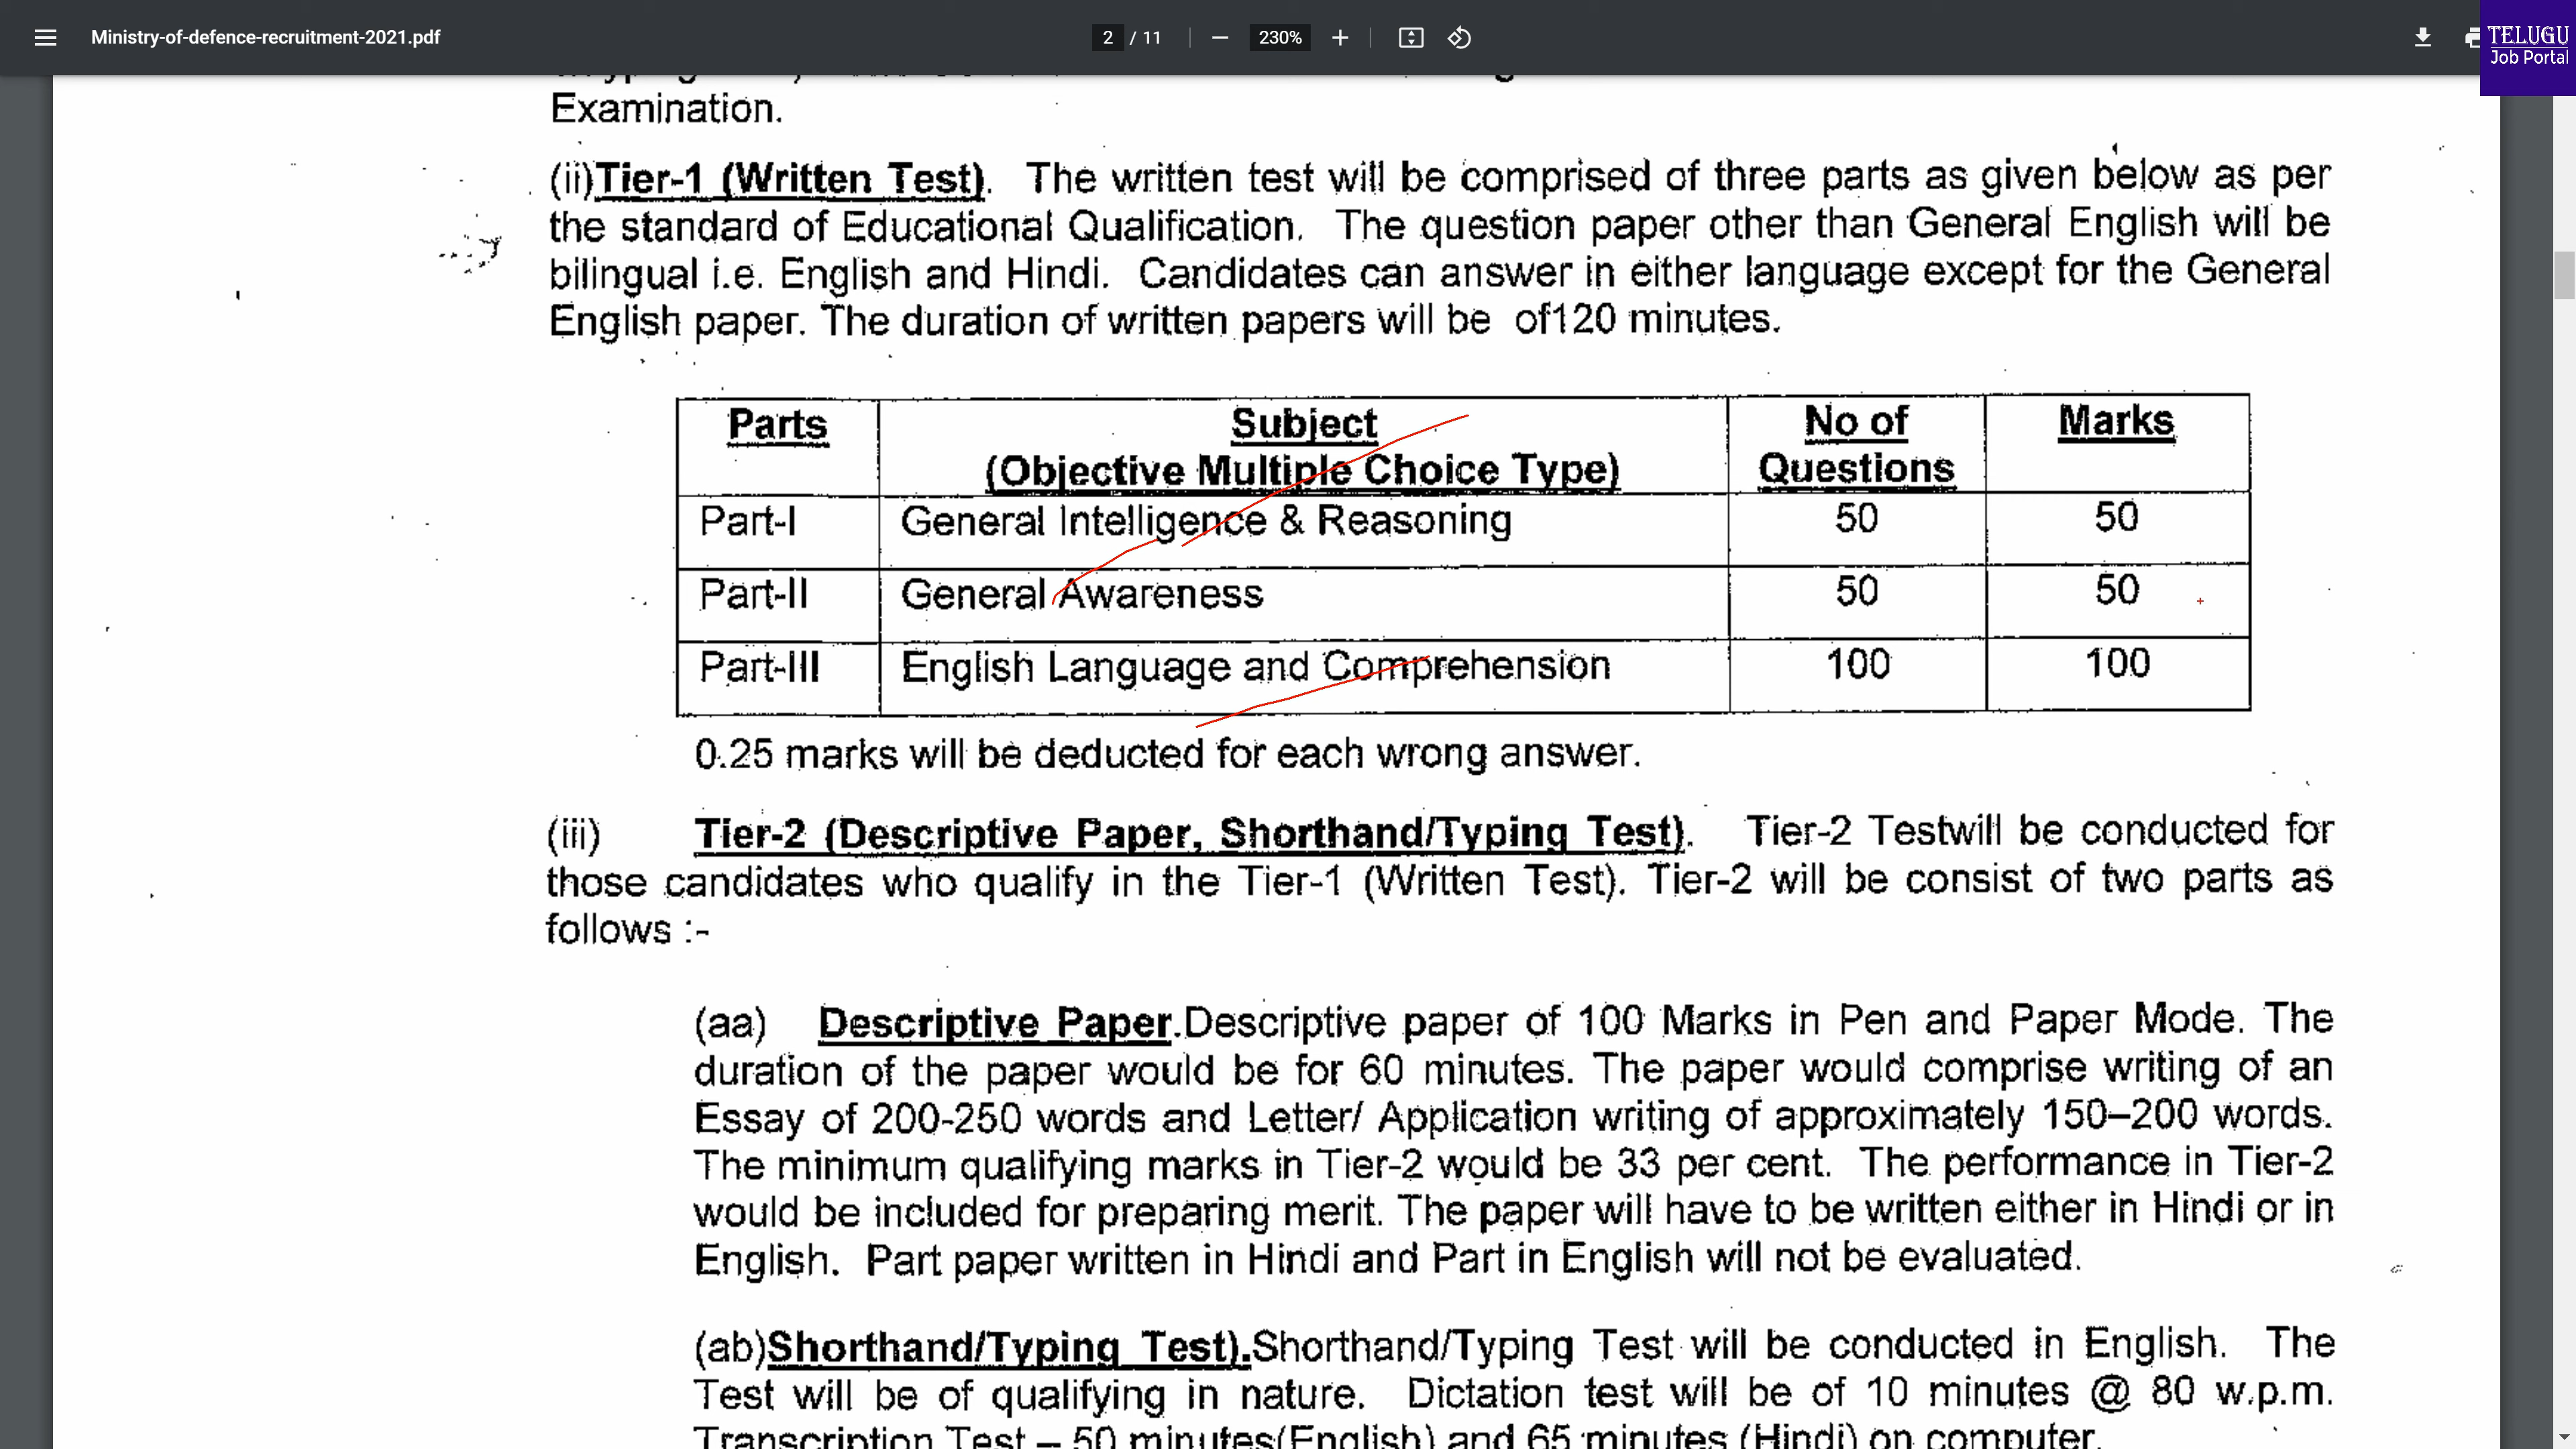 Ministry-of-defence-recruitment-2021.pdf
2 / 11
230%
TELUGU
Job Portal
Examination.
(ii)Tier-1 (Written Test). The written test will be comprised of three parts as given below as per
the standard of Educational Qualification. The question paper other than General English will be
bilingual i.e. English and Hindi. Candidates can answer in either language except for the General
English paper. The duration of written papers will be of120 minutes.
Parts Subject No of Marks
(Objective Multiple Choice Type) Questions
Part-I General Intelligence & Reasoning 50 50
Part-II General Awareness 50 50
Part-III English Language and Comprehension 100 100
0.25 marks will be deducted for each wrong answer.
(iii) Tier-2 (Descriptive Paper, Shorthand/Typing Test). Tier-2 Testwill be conducted for
those candidates who qualify in the Tier-1 (Written Test). Tier-2 will be consist of two parts as
follows :-
(aa) Descriptive Paper.Descriptive paper of 100 Marks in Pen and Paper Mode. The
duration of the paper would be for 60 minutes. The paper would comprise writing of an
Essay of 200-250 words and Letter/ Application writing of approximately 150–200 words.
The minimum qualifying marks in Tier-2 would be 33 per cent. The performance in Tier-2
would be included for preparing merit. The paper will have to be written either in Hindi or in
English. Part paper written in Hindi and Part in English will not be evaluated.
(ab)Shorthand/Typing Test).Shorthand/Typing Test will be conducted in English. The
Test will be of qualifying in nature. Dictation test will be of 10 minutes @ 80 w.p.m.
Transcription Test – 50 minutes(English) and 65 minutes (Hindi) on computer.